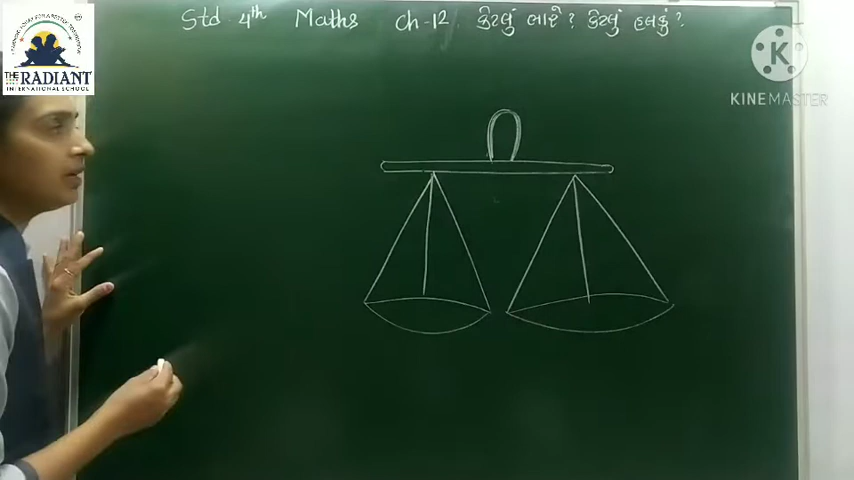 Std - 4th Maths Ch-12 કેટલું ભારે? કેટલું હલકું?
THE RADIANT
INTERNATIONAL SCHOOL
K
KINEMASTER